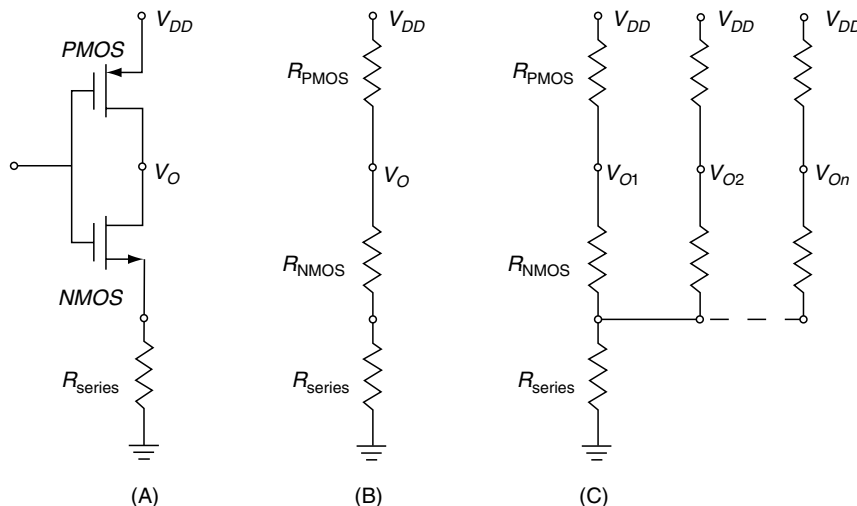 V_DD
PMOS
V_O
NMOS
R_series
(A)
V_DD
R_PMOS
V_O
R_NMOS
R_series
(B)
V_DD V_DD V_DD
R_PMOS
V_O1 V_O2 V_On
R_NMOS
R_series
(C)